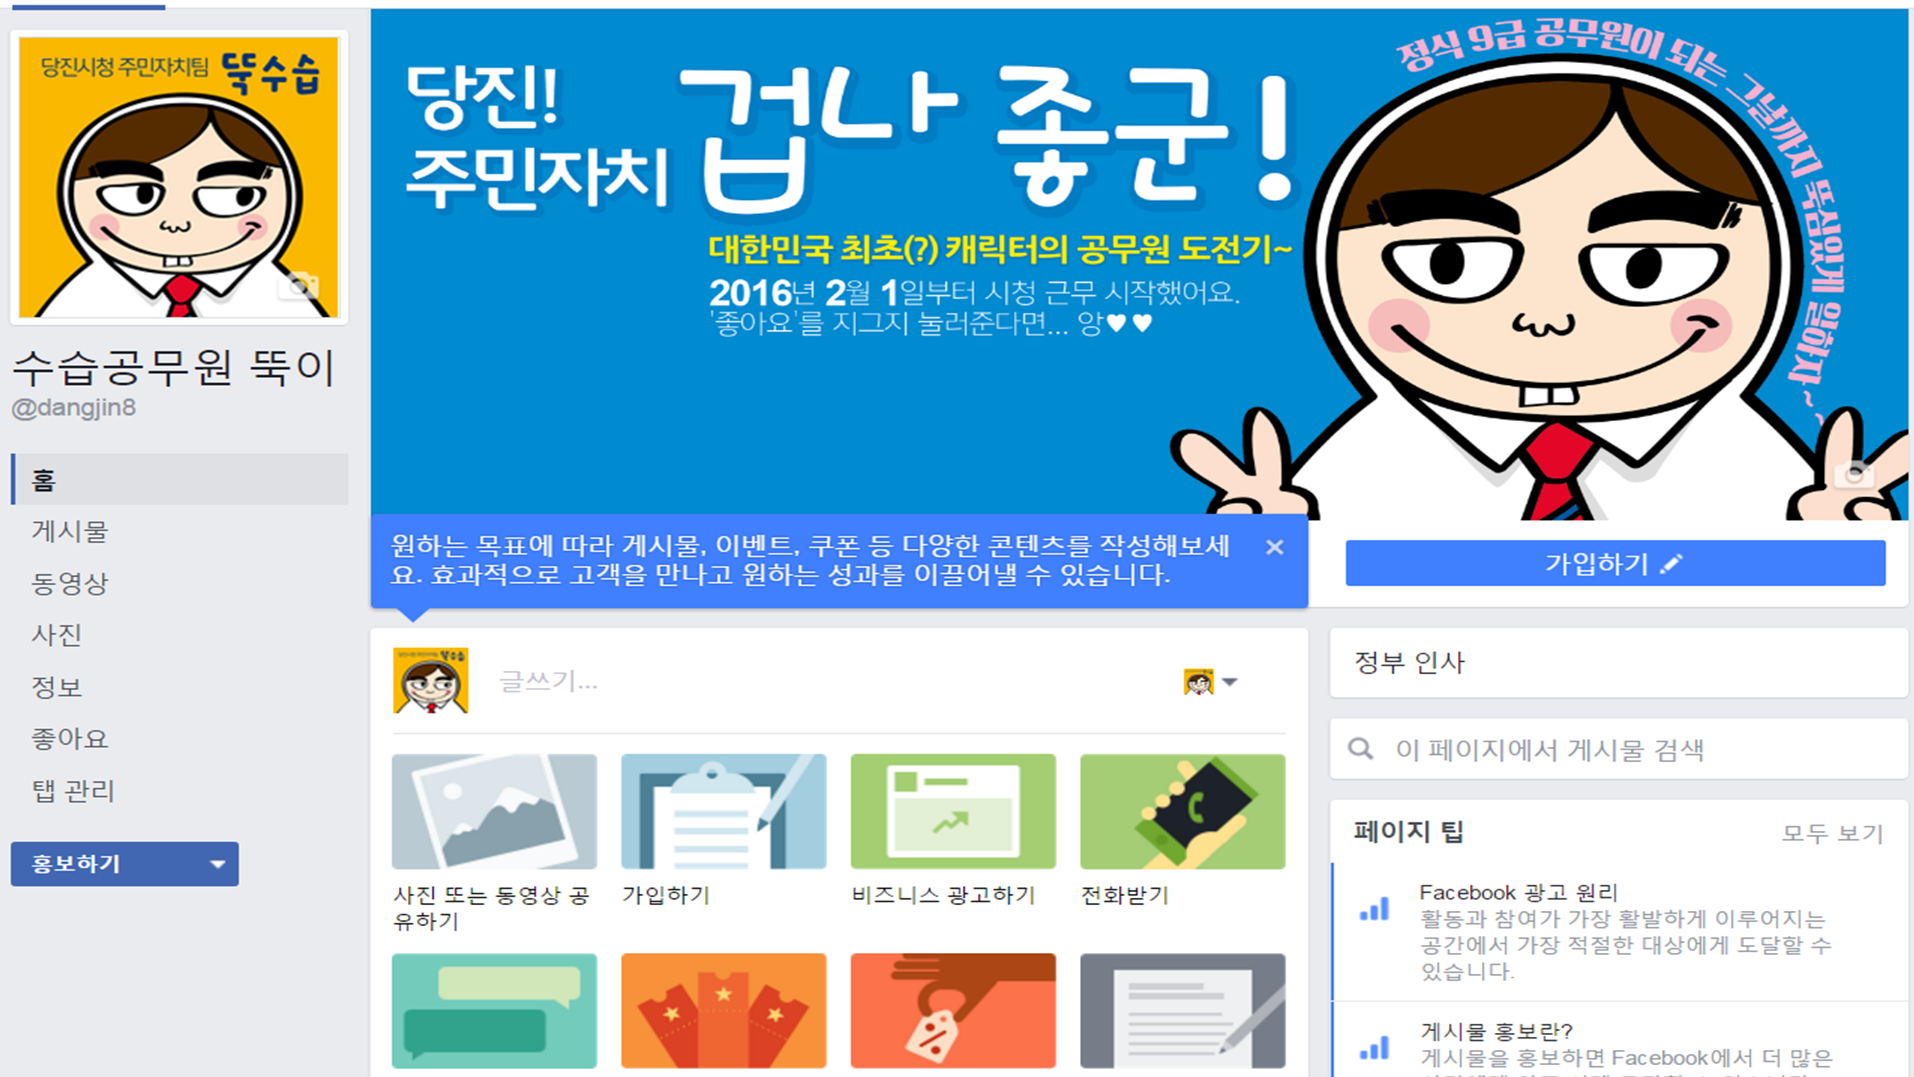 당진시청 주민자치팀 뚝수습
수습공무원 뚝이
@dangjin8
홈
게시물
동영상
사진
정보
좋아요
탭 관리
홍보하기
당진!
주민자치
겁나 좋군!
대한민국 최초(?) 캐릭터의 공무원 도전기~
2016년 2월 1일부터 시청 근무 시작했어요.
'좋아요'를 지그지 눌러준다면... 앙♥♥
정식 9급 공무원이 되는 그날까지 뚝심있게 일하자~~
원하는 목표에 따라 게시물, 이벤트, 쿠폰 등 다양한 콘텐츠를 작성해보세
요. 효과적으로 고객을 만나고 원하는 성과를 이끌어낼 수 있습니다.
가입하기
글쓰기...
사진 또는 동영상 공
유하기
가입하기
비즈니스 광고하기
전화받기
정부 인사
이 페이지에서 게시물 검색
페이지 팁
모두 보기
Facebook 광고 원리
활동과 참여가 가장 활발하게 이루어지는
공간에서 가장 적절한 대상에게 도달할 수
있습니다.
게시물 홍보란?
게시물을 홍보하면 Facebook에서 더 많은